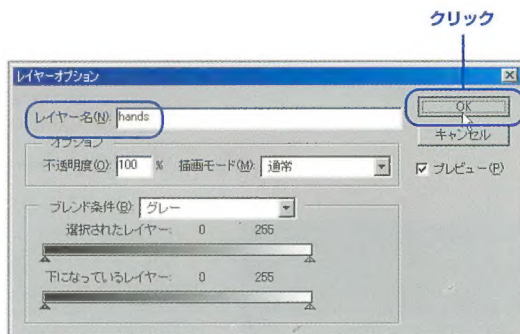 クリック
レイヤーオプション
レイヤー名(N): hands
OK
キャンセル
プレビュー(P)
オプション
不透明度(O): 100 % 描画モード(M): 通常
ブレンド条件(B): グレー
選択されたレイヤー: 0 255
下になっているレイヤー: 0 255